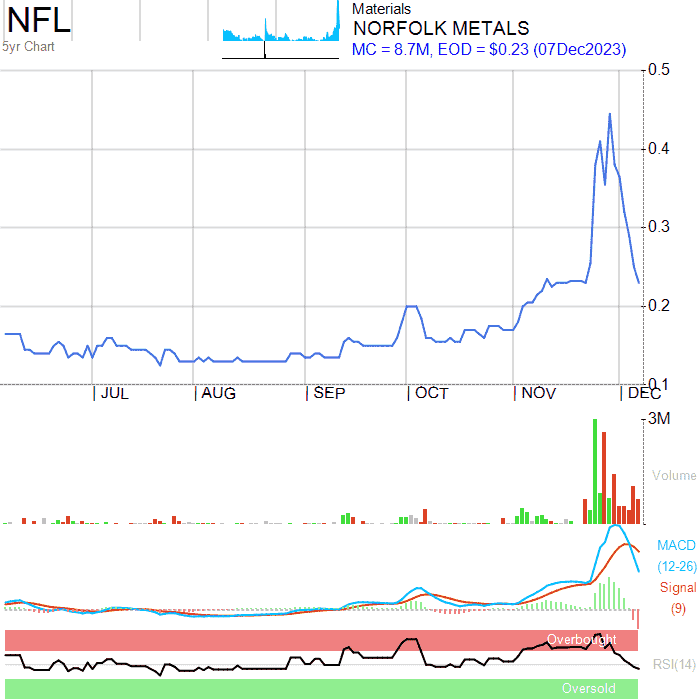 NFL
5yr Chart
Materials
NORFOLK METALS
MC = 8.7M, EOD = $0.23 (07Dec2023)
0.5
0.4
0.3
0.2
0.1
JUL AUG SEP OCT NOV DEC
3M
Volume
MACD
(12-26)
Signal
(9)
Overbought
RSI(14)
Oversold